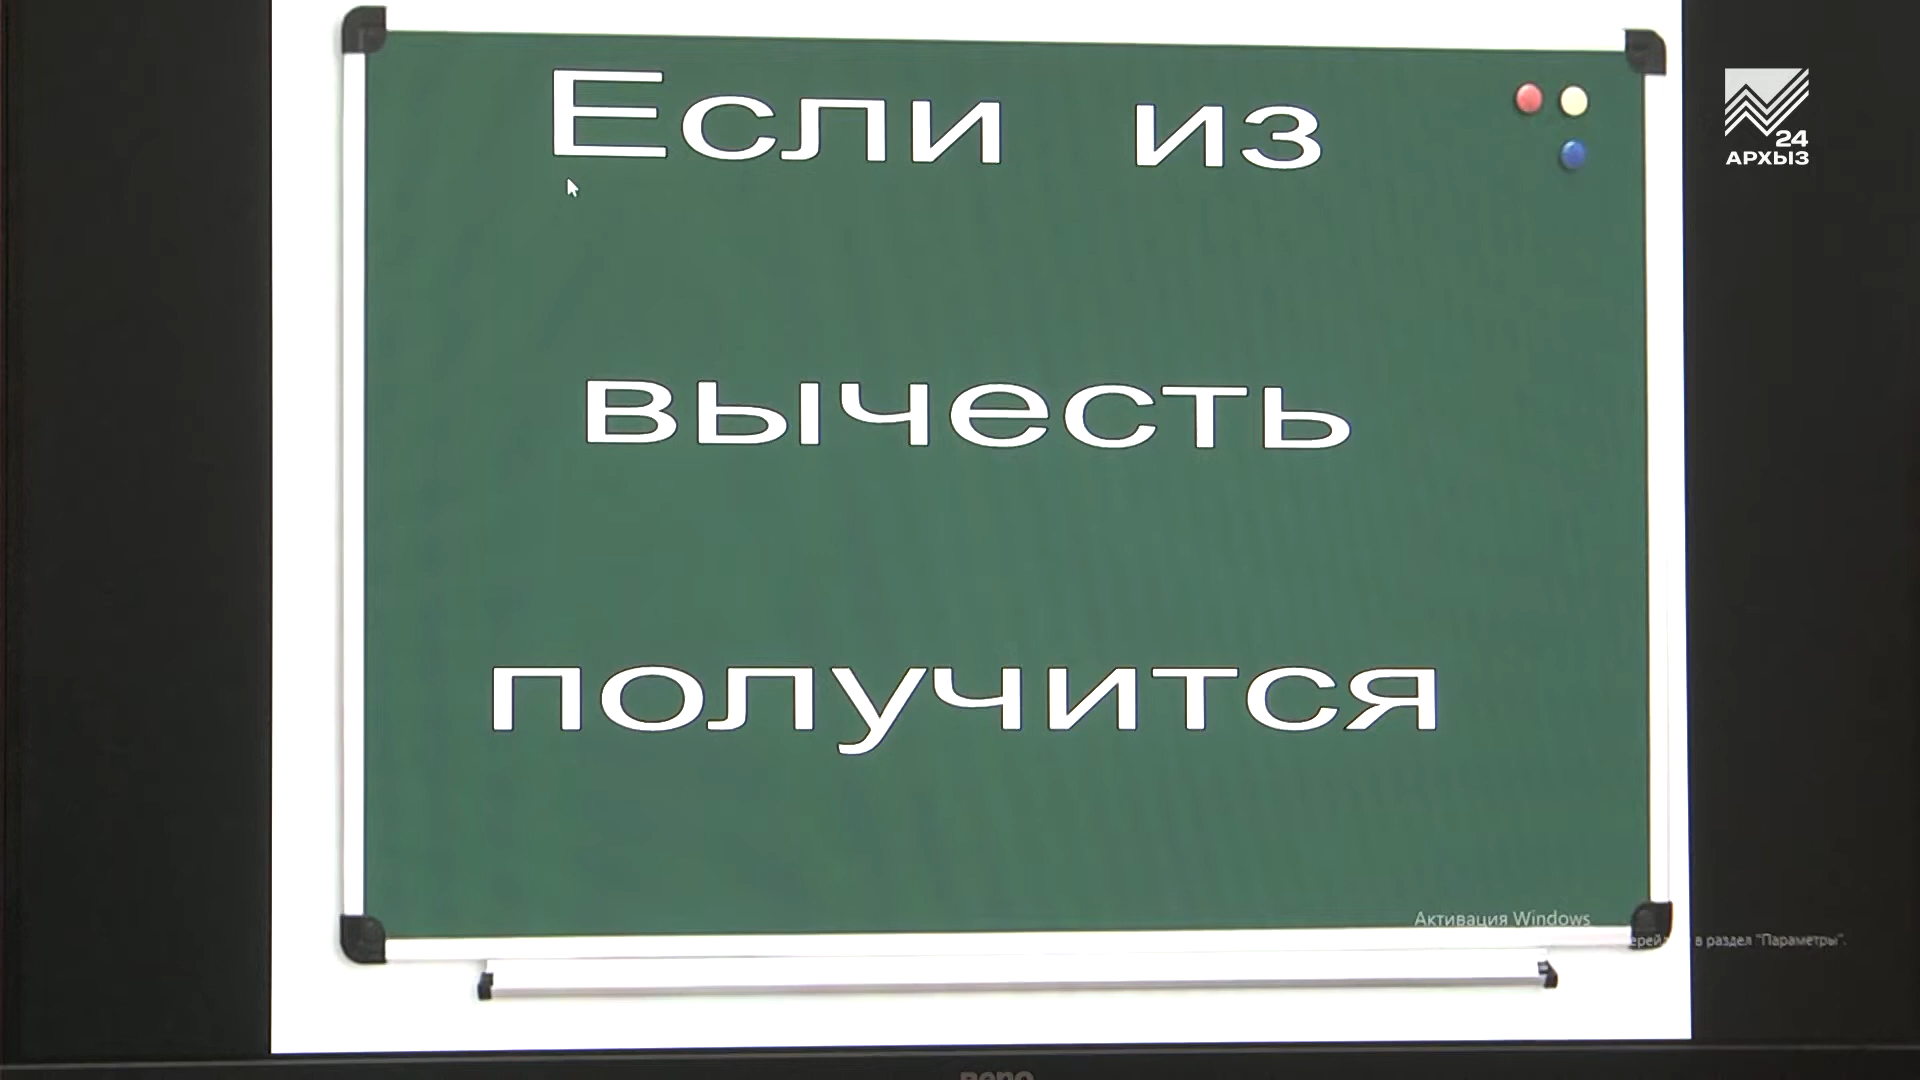 Если из
24
АРХЫЗ
вычесть
получится
Активация Windows
в раздел "Параметры".